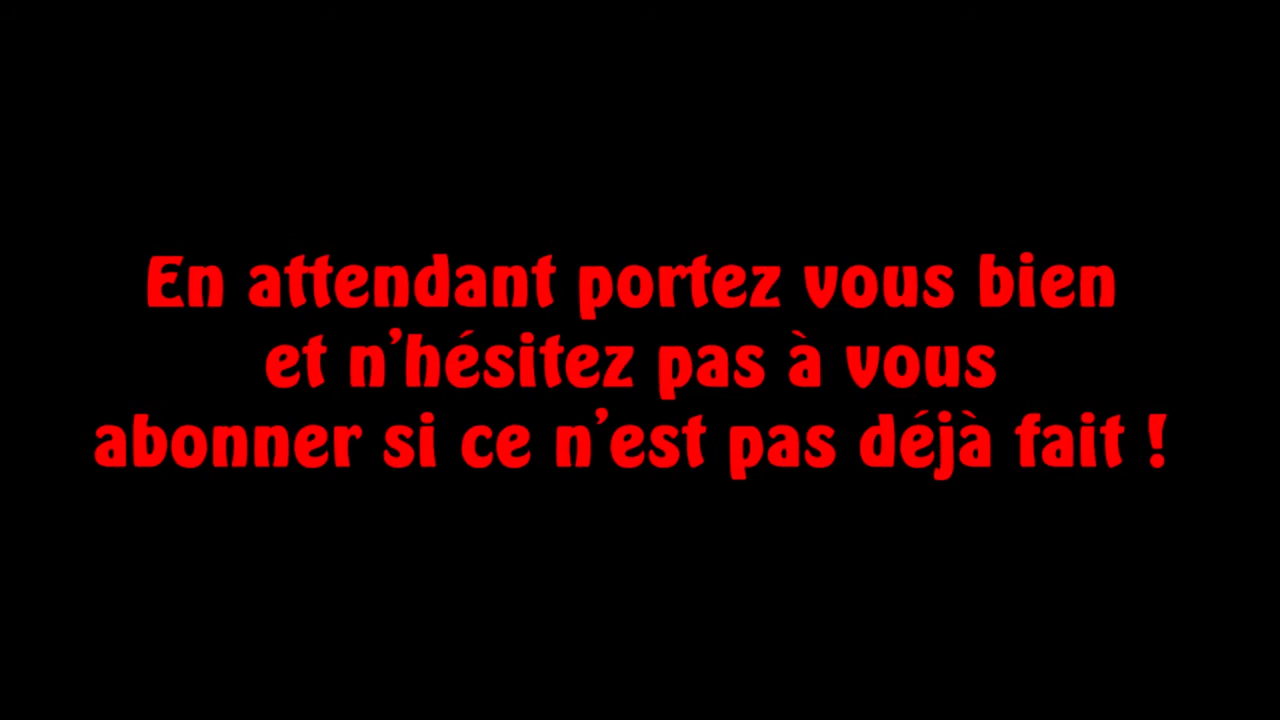 En attendant portez vous bien
et n'hésitez pas à vous
abonner si ce n'est pas déjà fait !